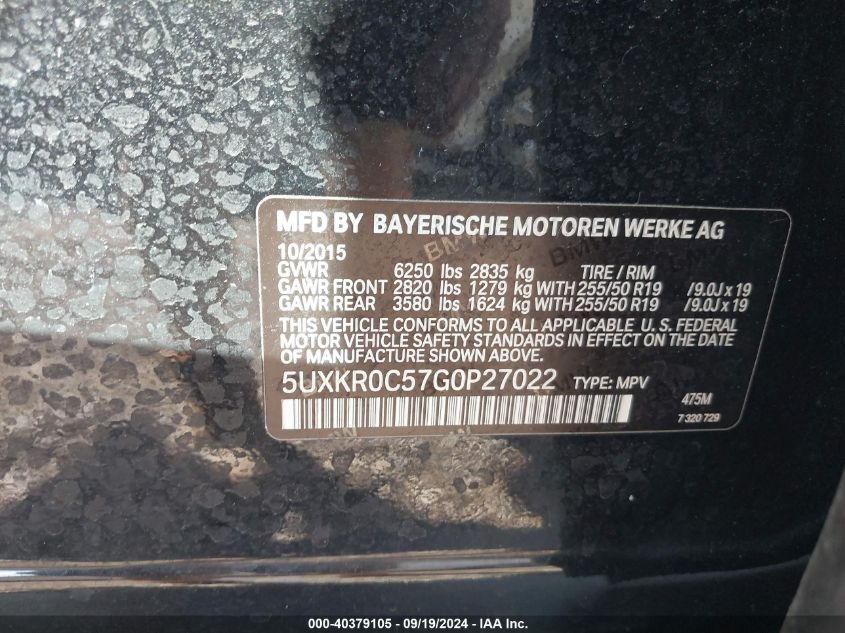 MFD BY BAYERISCHE MOTOREN WERKE AG
10/2015
GVWR 6250 lbs 2835 kg TIRE / RIM
GAWR FRONT 2820 lbs 1279 kg WITH 255/50 R19 /9.0J x 19
GAWR REAR 3580 lbs 1624 kg WITH 255/50 R19 /9.0J x 19
THIS VEHICLE CONFORMS TO ALL APPLICABLE U. S. FEDERAL
MOTOR VEHICLE SAFETY STANDARDS IN EFFECT ON THE
DATE OF MANUFACTURE SHOWN ABOVE.
5UXKR0C57G0P27022 TYPE: MPV 475M
7 320 729
000-40379105 - 09/19/2024 - IAA Inc.